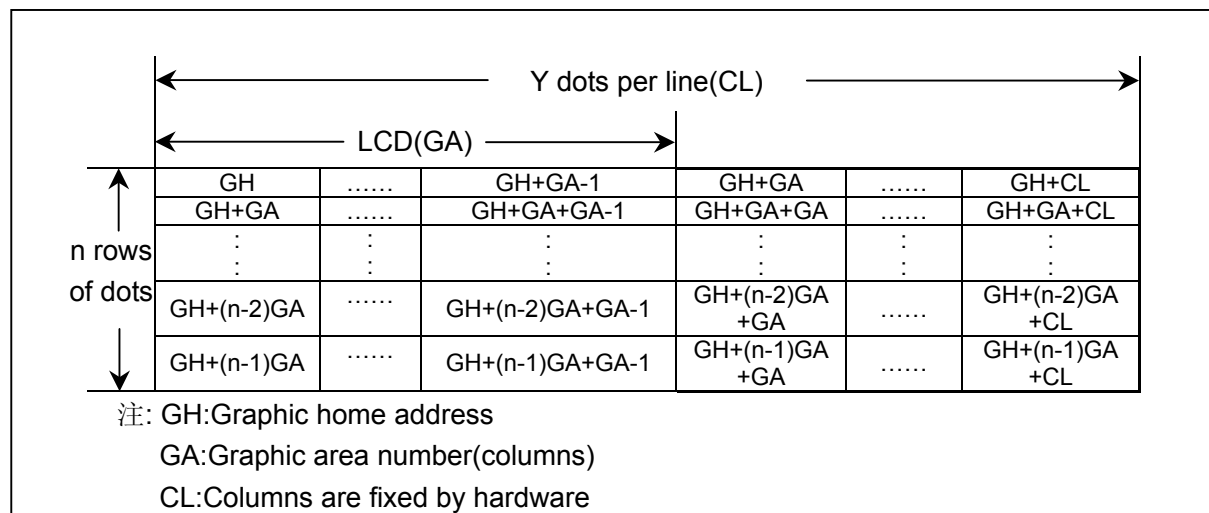 Y dots per line(CL)
LCD(GA)
n rows
of dots
GH …… GH+GA-1 GH+GA …… GH+CL
GH+GA …… GH+GA+GA-1 GH+GA+GA …… GH+GA+CL
: : : : : :
: : : : : :
GH+(n-2)GA …… GH+(n-2)GA+GA-1 GH+(n-2)GA
+GA …… GH+(n-2)GA
+CL
GH+(n-1)GA …… GH+(n-1)GA+GA-1 GH+(n-1)GA
+GA …… GH+(n-1)GA
+CL
注: GH:Graphic home address
GA:Graphic area number(columns)
CL:Columns are fixed by hardware